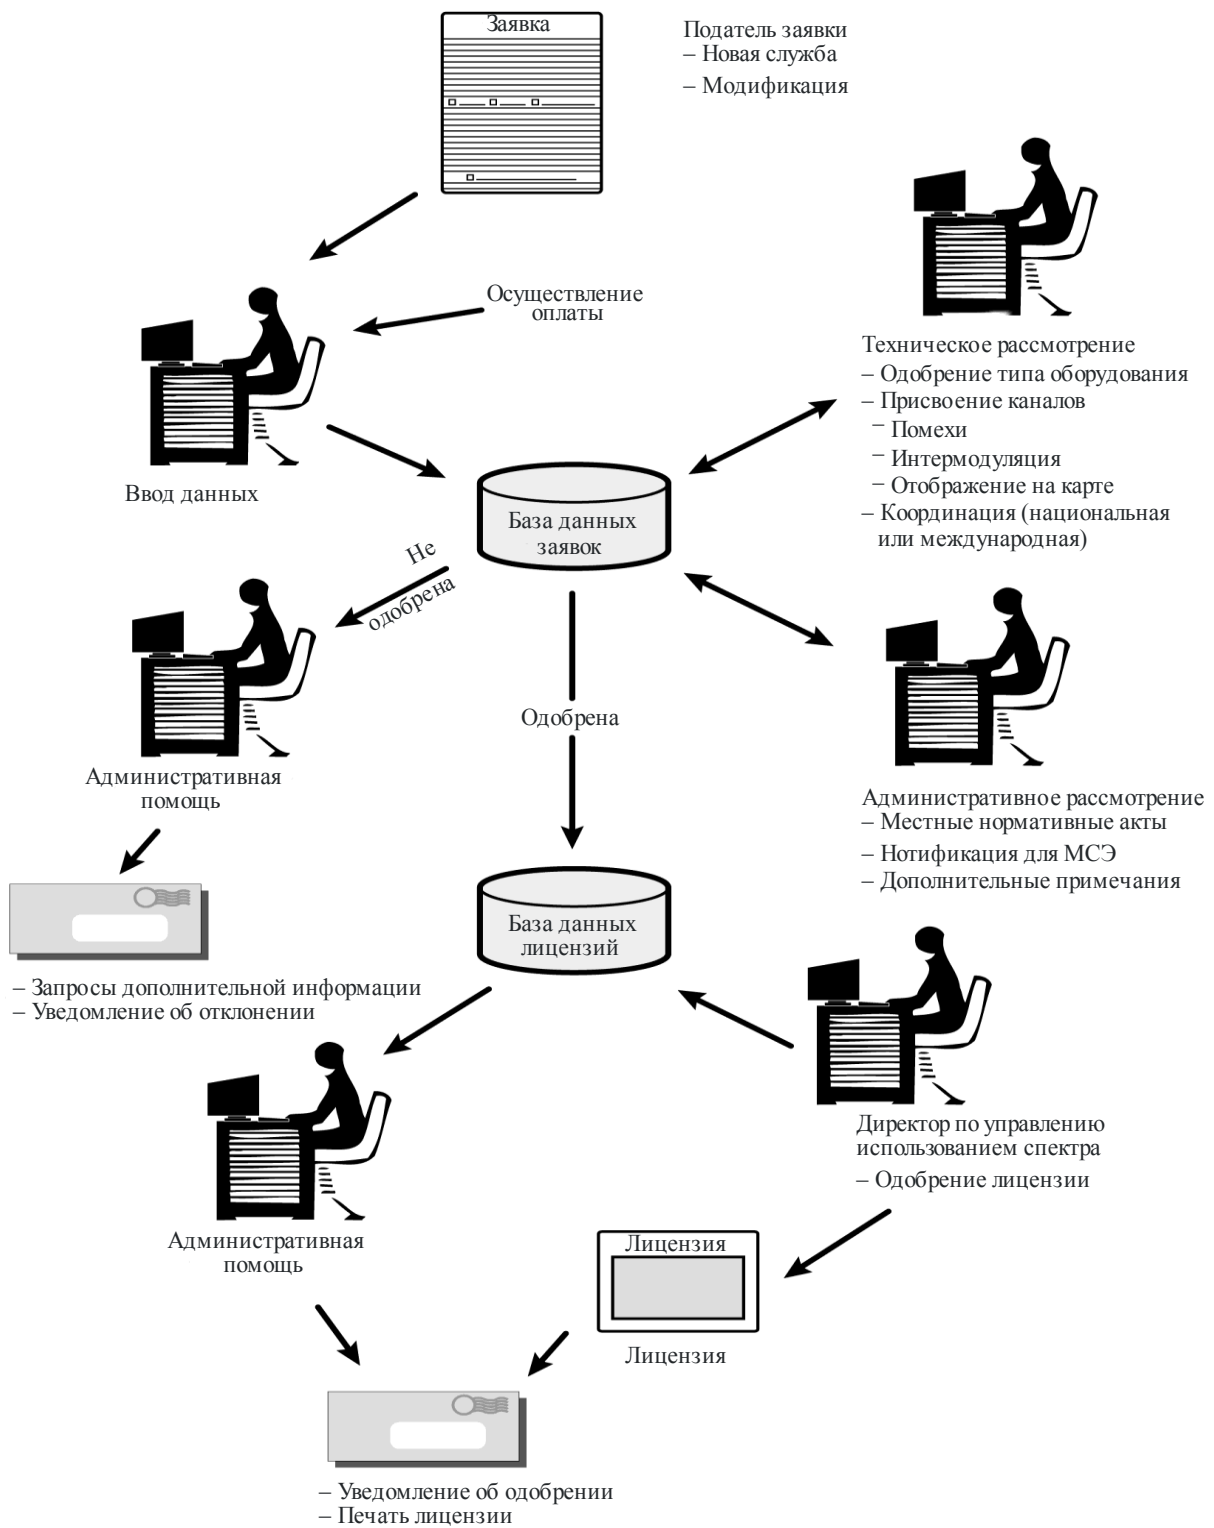 Заявка
Податель заявки
– Новая служба
– Модификация
Осуществление
оплаты
Ввод данных
Техническое рассмотрение
– Одобрение типа оборудования
– Присвоение каналов
– Помехи
– Интермодуляция
– Отображение на карте
– Координация (национальная
или международная)
База данных
заявок
Не
одобрена
Одобрена
Административная
помощь
Административное рассмотрение
– Местные нормативные акты
– Нотификация для МСЭ
– Дополнительные примечания
База данных
лицензий
– Запросы дополнительной информации
– Уведомление об отклонении
Директор по управлению
использованием спектра
– Одобрение лицензии
Административная
помощь
Лицензия
Лицензия
– Уведомление об одобрении
– Печать лицензии